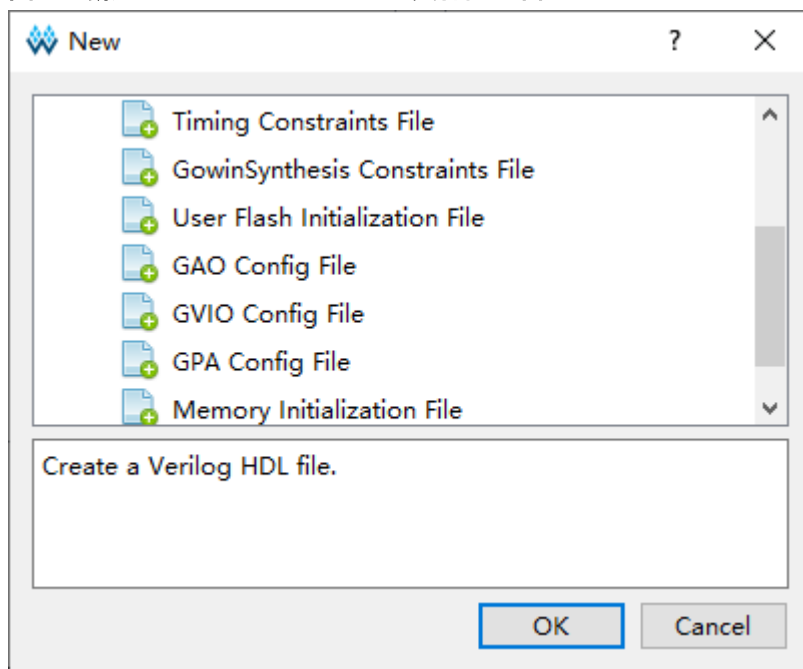 New
?
Timing Constraints File
GowinSynthesis Constraints File
User Flash Initialization File
GAO Config File
GVIO Config File
GPA Config File
Memory Initialization File
Create a Verilog HDL file.
OK
Cancel